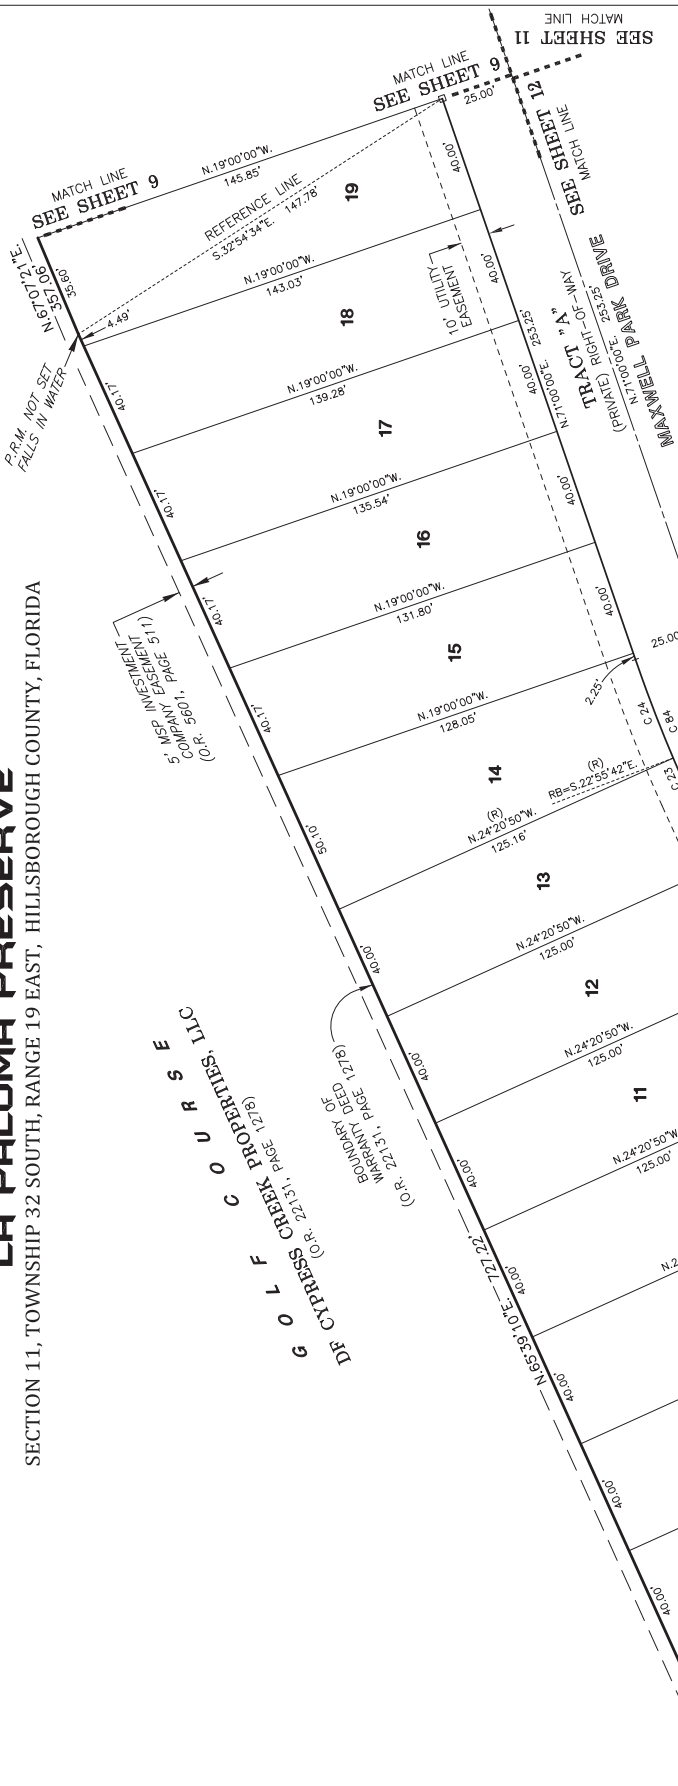 LA PALOMA PRESERVE
SECTION 11, TOWNSHIP 32 SOUTH, RANGE 19 EAST, HILLSBOROUGH COUNTY, FLORIDA
MATCH LINE
SEE SHEET 11
MATCH LINE
SEE SHEET 9
25.00'
SEE SHEET 12
MATCH LINE
MATCH LINE
SEE SHEET 9
N.67°07'21"E.
357.06'
35.60'
N.19°00'00"W.
145.85'
REFERENCE LINE
S.32°54'34"E. 147.78'
19
40.00'
P.R.M. NOT SET
FALLS IN WATER
4.49'
N.19°00'00"W.
143.03'
18
10' UTILITY
EASEMENT
40.00'
40.17'
N.19°00'00"W.
139.28'
17
40.00'
N.71°00'00"E. 253.25'
TRACT "A"
(PRIVATE) RIGHT-OF-WAY
N.71°00'00"E. 253.25'
MAXWELL PARK DRIVE
40.17'
N.19°00'00"W.
135.54'
16
40.00'
5' MSP INVESTMENT
COMPANY EASEMENT
(O.R. 5601, PAGE 511)
40.17'
N.19°00'00"W.
131.80'
15
40.00'
40.17'
N.19°00'00"W.
128.05'
14
2.25'
25.00'
C 24
C 84
C 23
(R)
RB=S.22°55'42"E.
50.10'
(R)
N.24°20'50"W.
125.16'
13
40.00'
N.24°20'50"W.
125.00'
12
BOUNDARY OF
WARRANTY DEED
(O.R. 22131, PAGE 1278)
40.00'
N.24°20'50"W.
125.00'
11
40.00'
N.24°20'50"W
125.00'
GOLF COURSE
DF CYPRESS CREEK PROPERTIES, LLC
(O.R. 22131, PAGE 1278)
N.65°39'10"E. 727.22'
40.00'
N.2
40.00'
40.00'
40.00'